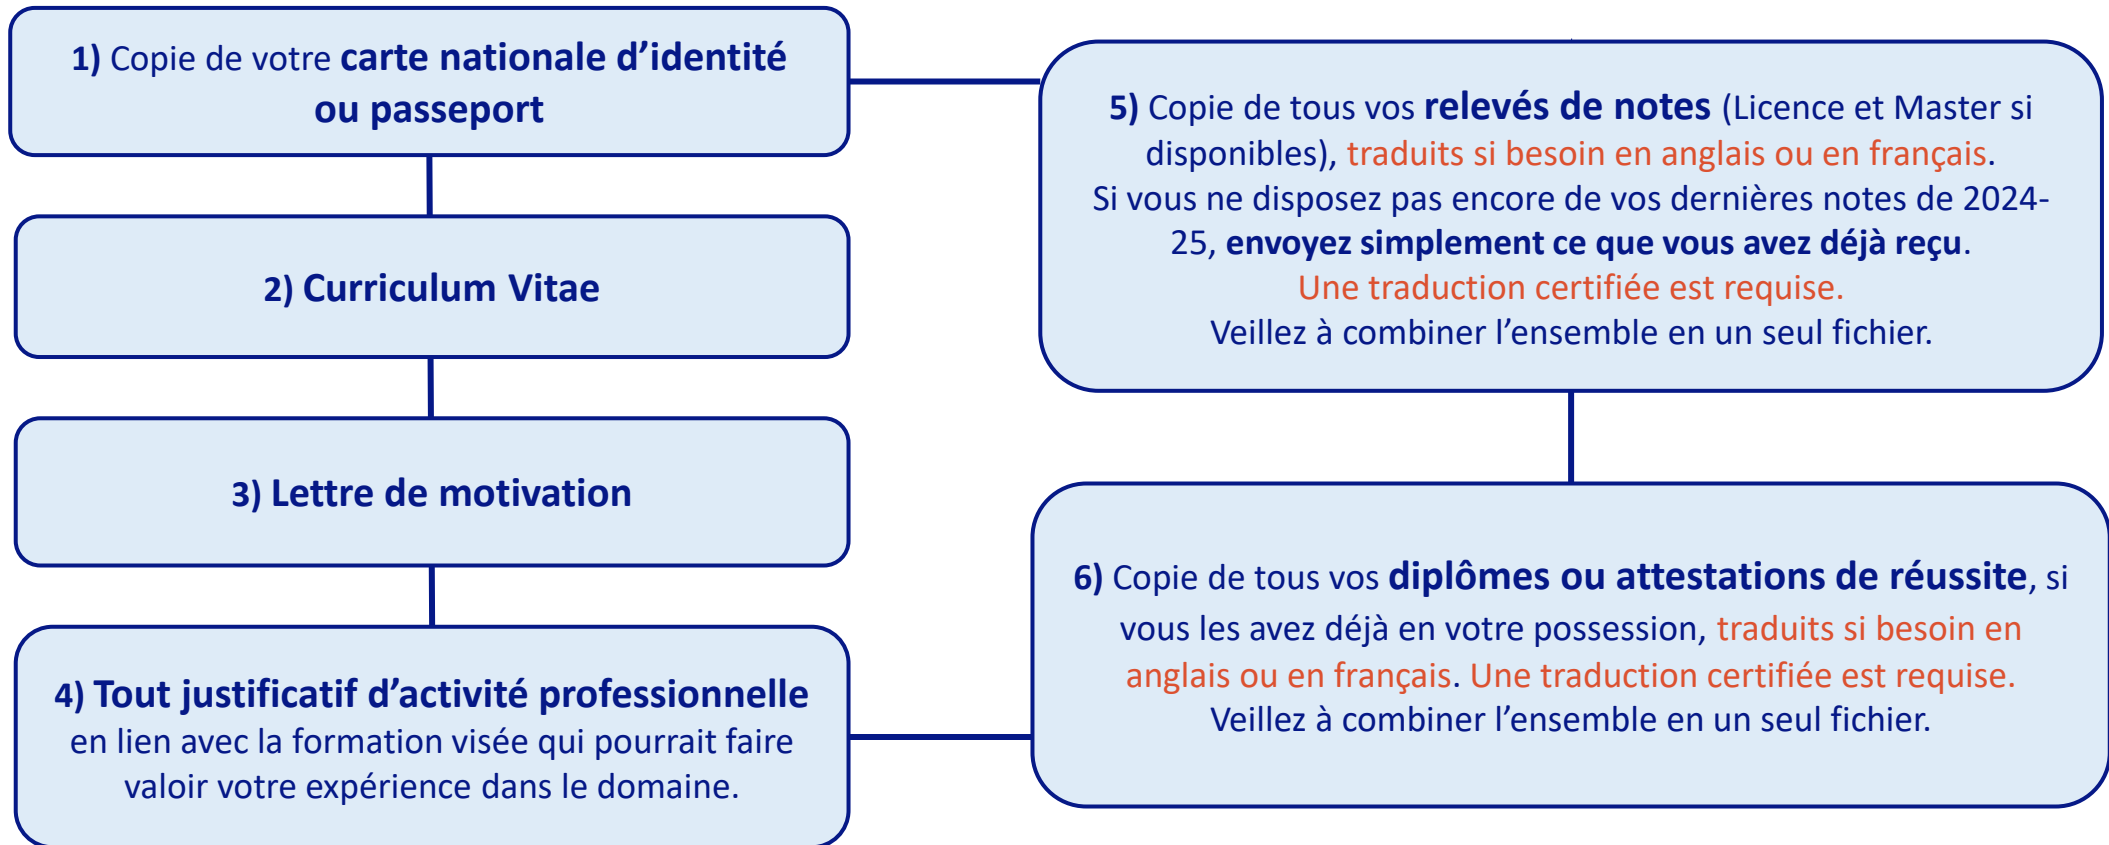 1) Copie de votre carte nationale d’identité
ou passeport
2) Curriculum Vitae
3) Lettre de motivation
4) Tout justificatif d’activité professionnelle
en lien avec la formation visée qui pourrait faire
valoir votre expérience dans le domaine.
5) Copie de tous vos relevés de notes (Licence et Master si
disponibles), traduits si besoin en anglais ou en français.
Si vous ne disposez pas encore de vos dernières notes de 2024-
25, envoyez simplement ce que vous avez déjà reçu.
Une traduction certifiée est requise.
Veillez à combiner l’ensemble en un seul fichier.
6) Copie de tous vos diplômes ou attestations de réussite, si
vous les avez déjà en votre possession, traduits si besoin en
anglais ou en français. Une traduction certifiée est requise.
Veillez à combiner l’ensemble en un seul fichier.